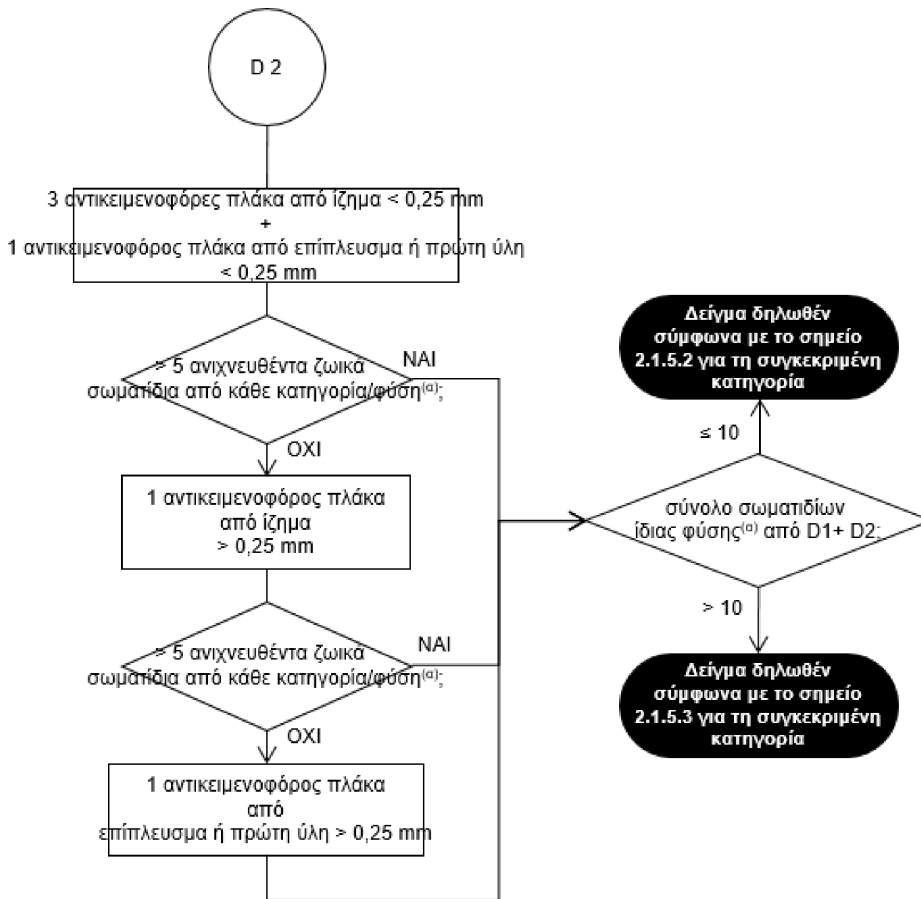 D 2
3 αντικειμενοφόρες πλάκα από ίζημα < 0,25 mm
+
1 αντικειμενοφόρος πλάκα από επίπλευσμα ή πρώτη ύλη
< 0,25 mm
> 5 ανιχνευθέντα ζωικά
σωματίδια από κάθε κατηγορία/φύση(α);
ΝΑΙ
ΟΧΙ
1 αντικειμενοφόρος πλάκα
από ίζημα
> 0,25 mm
> 5 ανιχνευθέντα ζωικά
σωματίδια από κάθε κατηγορία/φύση(α);
ΝΑΙ
ΟΧΙ
1 αντικειμενοφόρος πλάκα
από
επίπλευσμα ή πρώτη ύλη > 0,25 mm
Δείγμα δηλωθέν
σύμφωνα με το σημείο
2.1.5.2 για τη συγκεκριμένη
κατηγορία
≤ 10
σύνολο σωματιδίων
ίδιας φύσης(α) από D1+ D2;
> 10
Δείγμα δηλωθέν
σύμφωνα με το σημείο
2.1.5.3 για τη συγκεκριμένη
κατηγορία